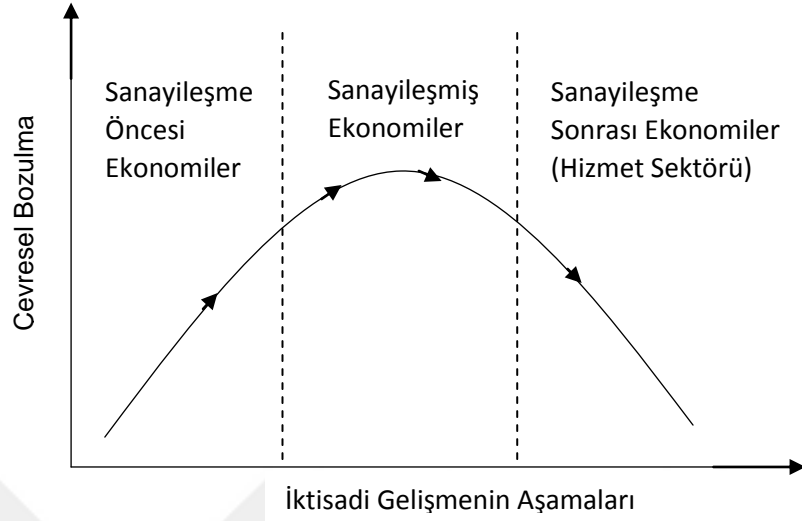 Sanayileşme
Öncesi
Ekonomiler
Sanayileşmiş
Ekonomiler
Sanayileşme
Sonrası Ekonomiler
(Hizmet Sektörü)
Cevresel Bozulma
İktisadi Gelişmenin Aşamaları